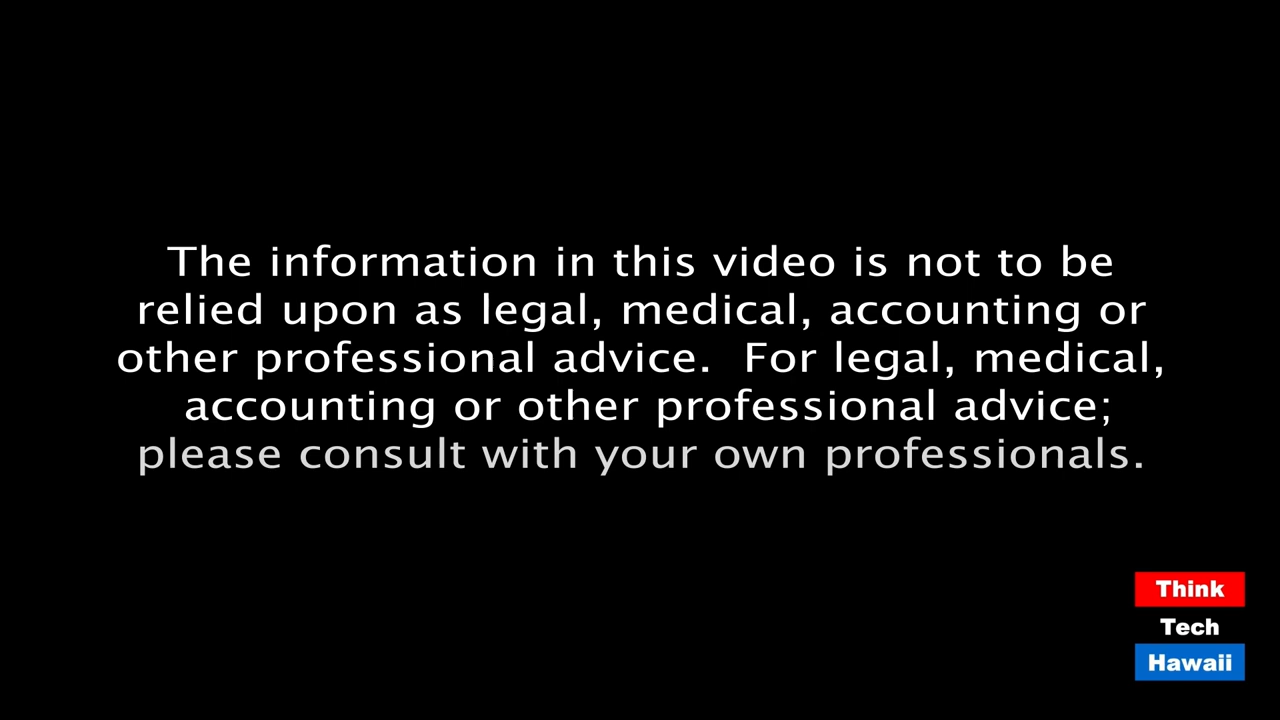 The information in this video is not to be
relied upon as legal, medical, accounting or
other professional advice.  For legal, medical,
accounting or other professional advice;
please consult with your own professionals.
Think
Tech
Hawaii